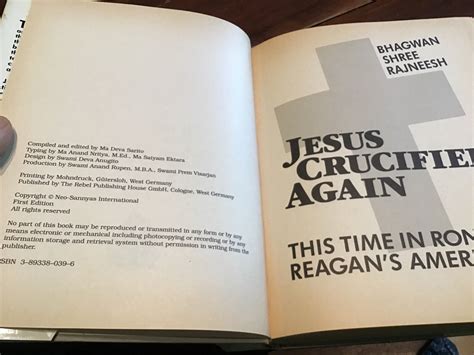 Compiled and edited by Ma Deva Sarito
Typing by Ma Anand Nritya, M.Ed., Ma Satyam Ektara
Design by Swami Deva Anugito
Production by Swami Anand Rupen, M.B.A., Swami Prem Visarjan
Printing by Mohndruck, Gütersloh, West Germany
Published by The Rebel Publishing House GmbH, Cologne, West Germany
Copyright © Neo-Sannyas International
First Edition
All rights reserved
No part of this book may be reproduced or transmitted in any form or by any
means electronic or mechanical including photocopying or recording or by any
information storage and retrieval system without permission in writing from the
publisher.
ISBN 3-89338-039-6
BHAGWAN
SHREE
RAJNEESH
JESUS
CRUCIFIE
AGAIN
THIS TIME IN RON
REAGAN'S AMER